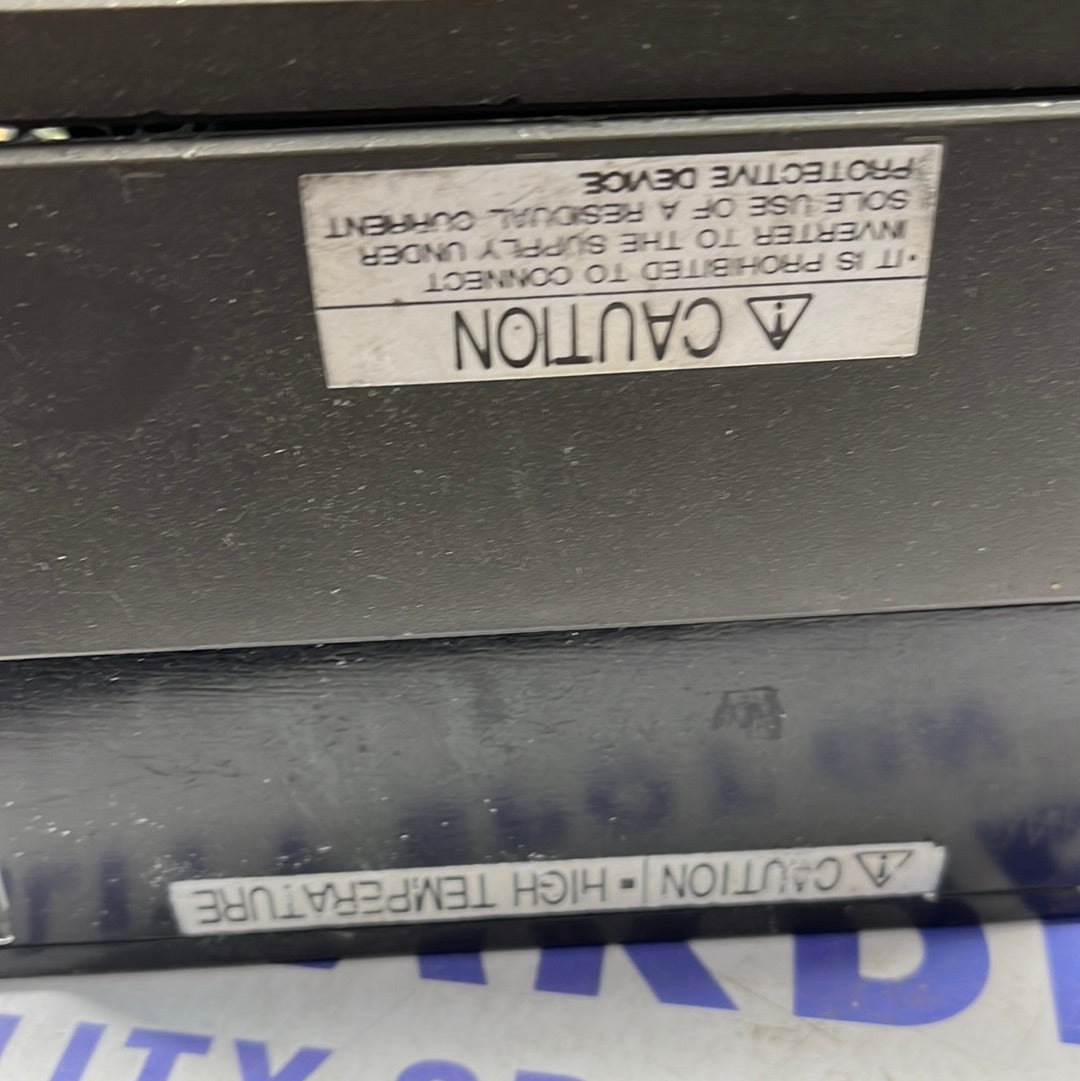 ⚠ CAUTION
・IT IS PROHIBITED TO CONNECT
INVERTER TO THE SUPPLY UNDER
SOLE USE OF A RESIDUAL CURRENT
PROTECTIVE DEVICE.
⚠ CAUTION ・HIGH TEMPERATURE